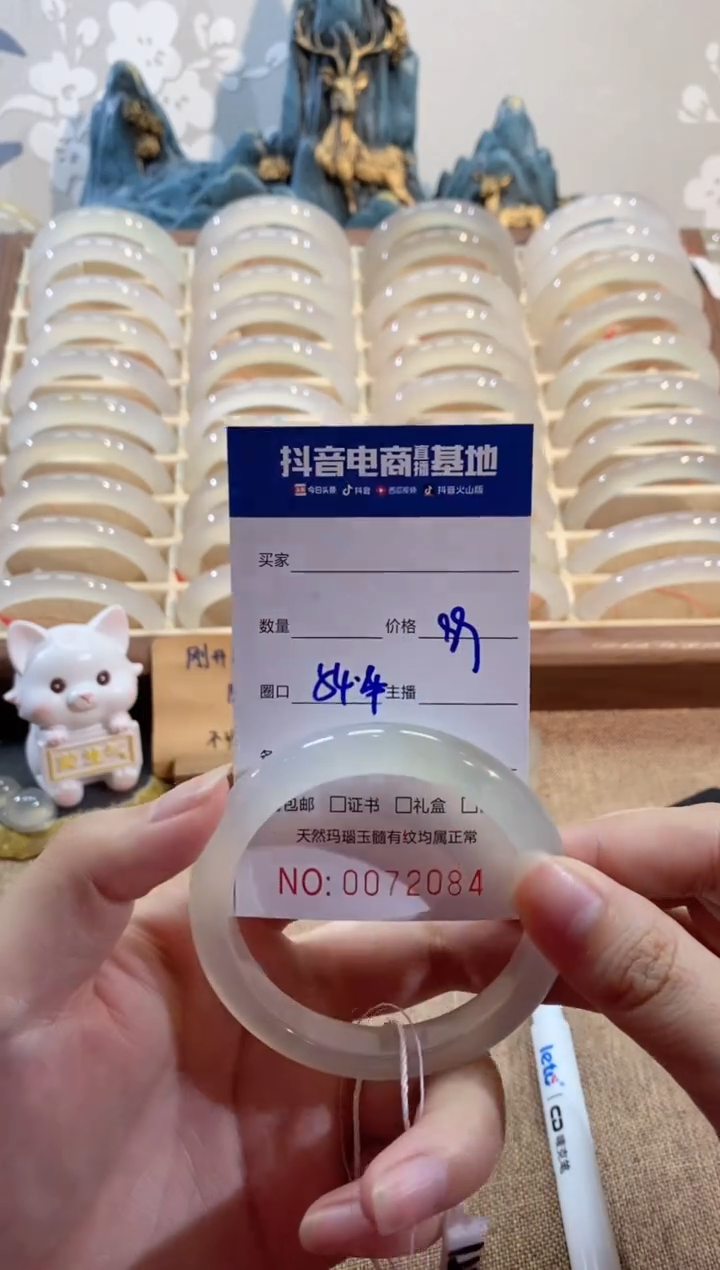 抖音电商直播基地
今日头条 抖音 西瓜视频 抖音火山版
买家
数量 价格
圈口 54.4 主播
包邮 □证书 □礼盒
天然玛瑙玉髓有纹均属正常
NO: 0072084